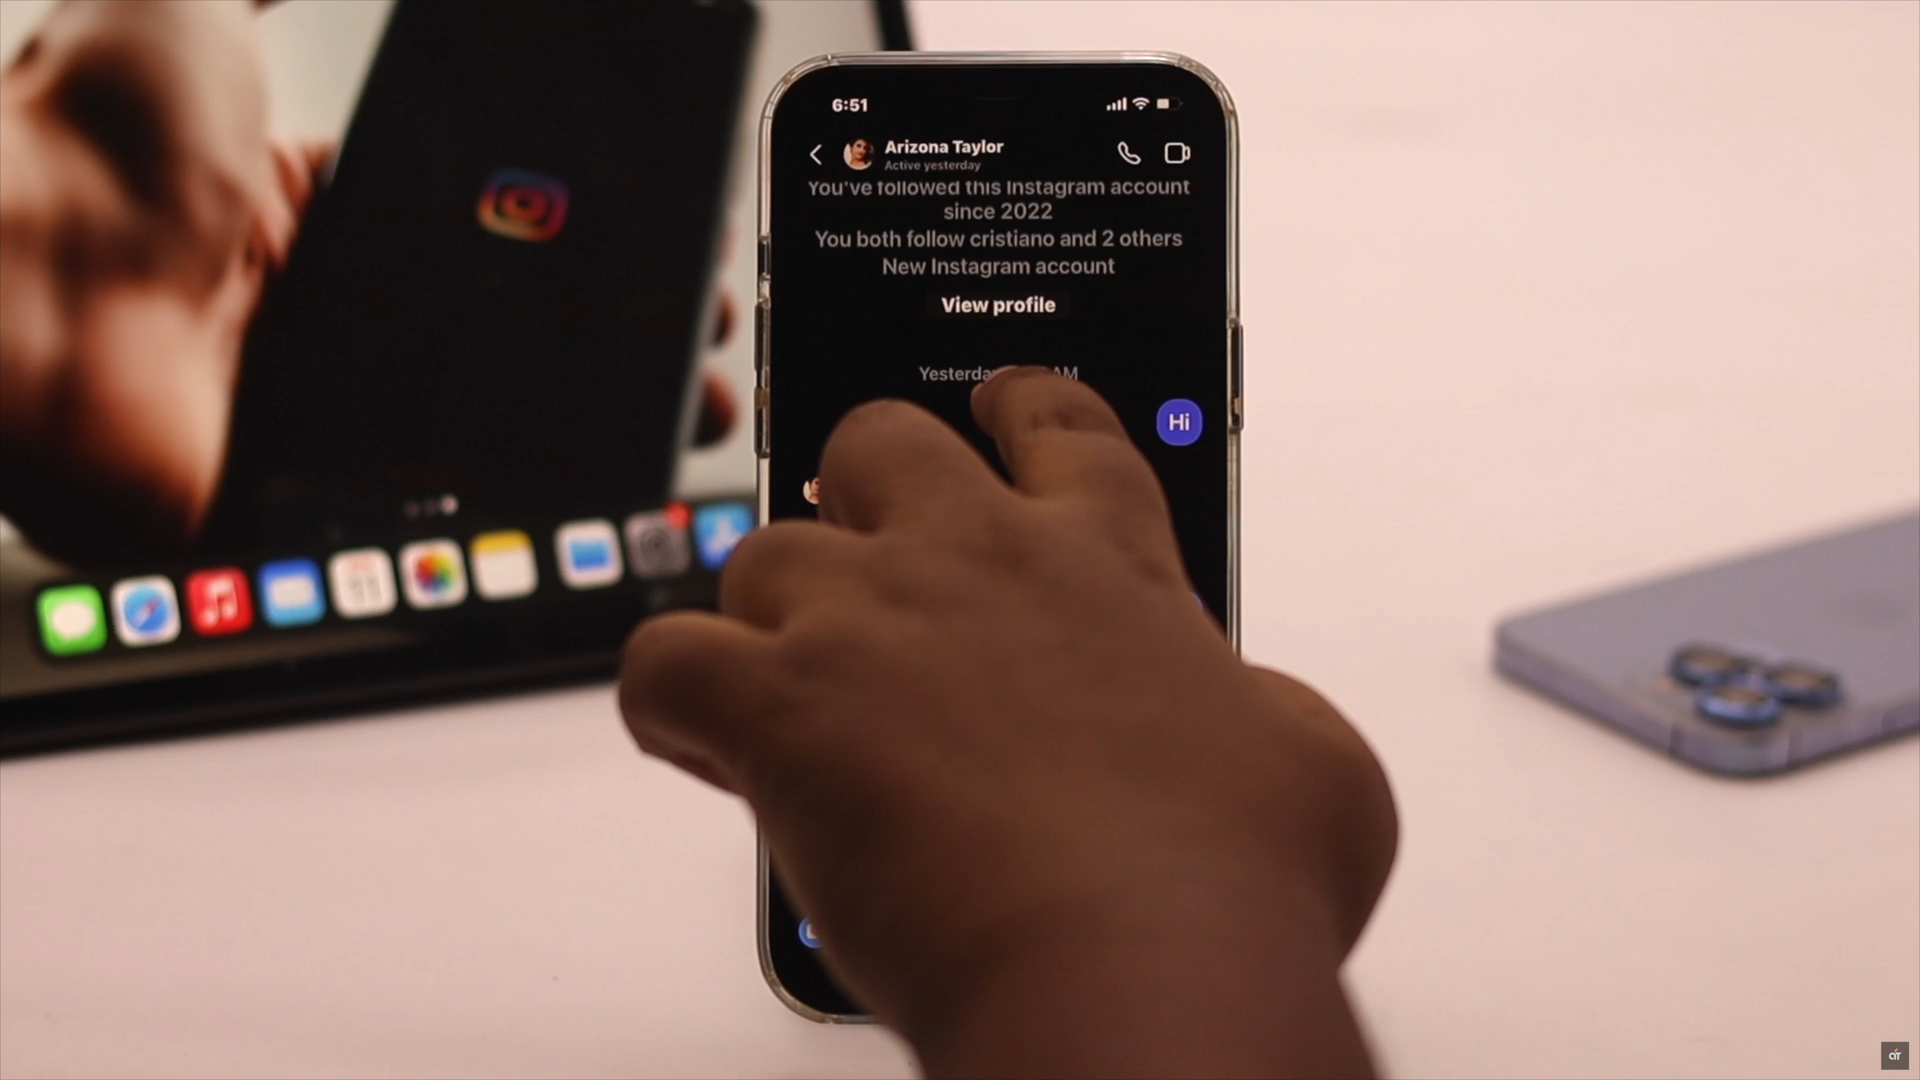 6:51
Arizona Taylor
Active yesterday
You've followed this Instagram account
since 2022
You both follow cristiano and 2 others
New Instagram account
View profile
AM
Hi